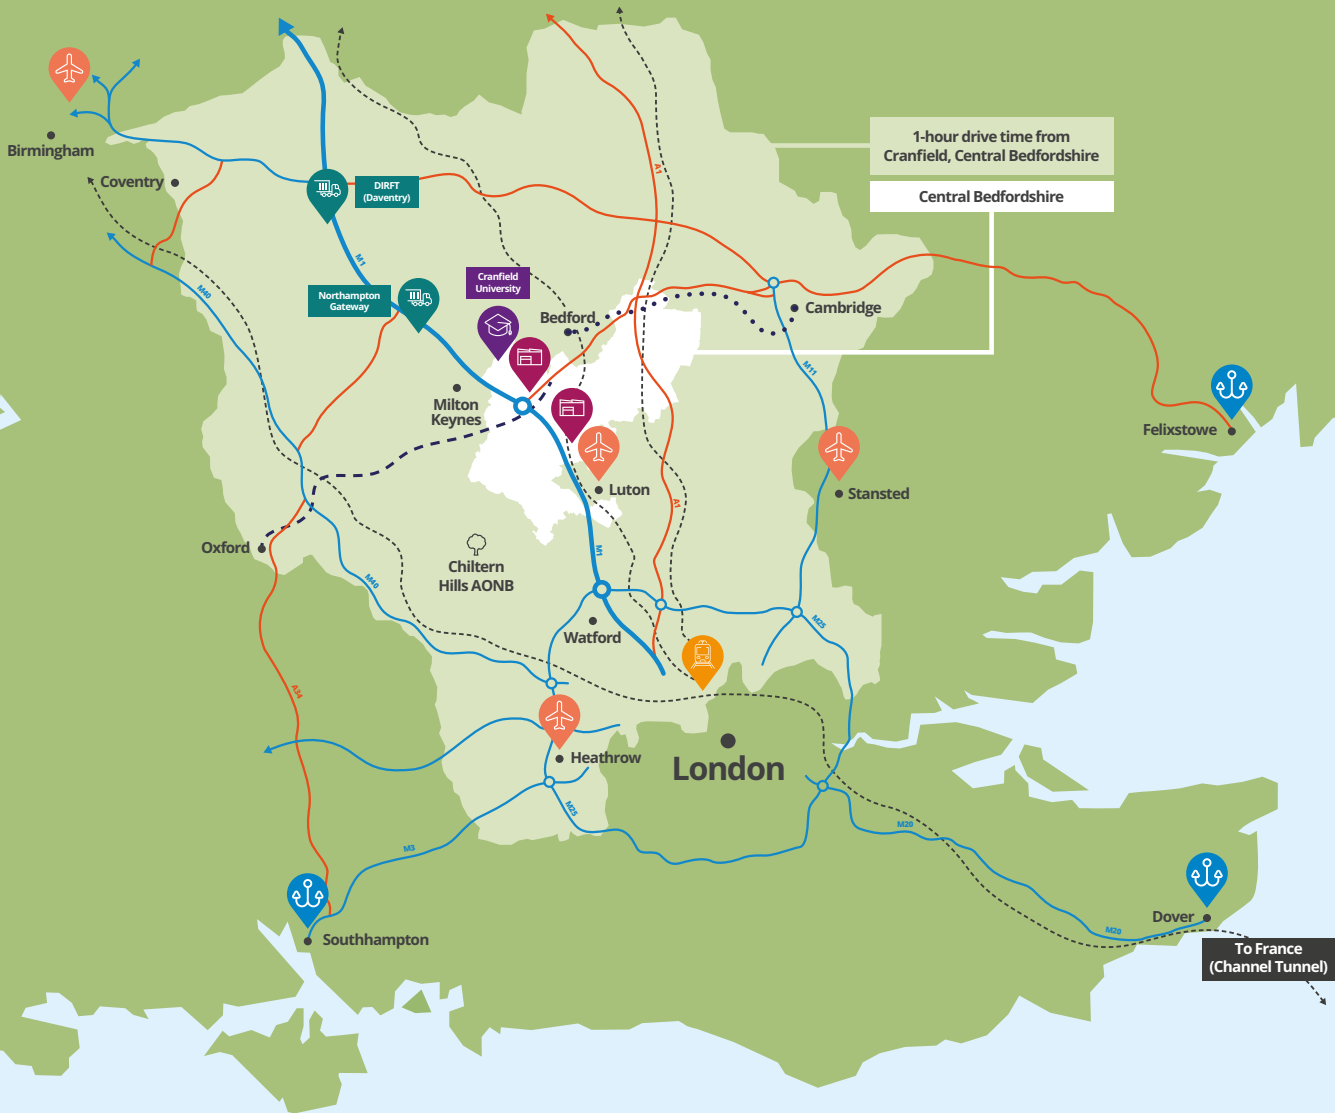 1-hour drive time from
Cranfield, Central Bedfordshire
Central Bedfordshire
Birmingham
Coventry
DIRFT
(Daventry)
A1
M1
M40
Cranfield
University
Northampton
Gateway
Bedford
Cambridge
M11
Milton
Keynes
Felixstowe
Luton
Stansted
A1
Oxford
M1
Chiltern
Hills AONB
M40
Watford
M25
A34
London
Heathrow
M25
M20
M3
Dover
M20
Southhampton
To France
(Channel Tunnel)